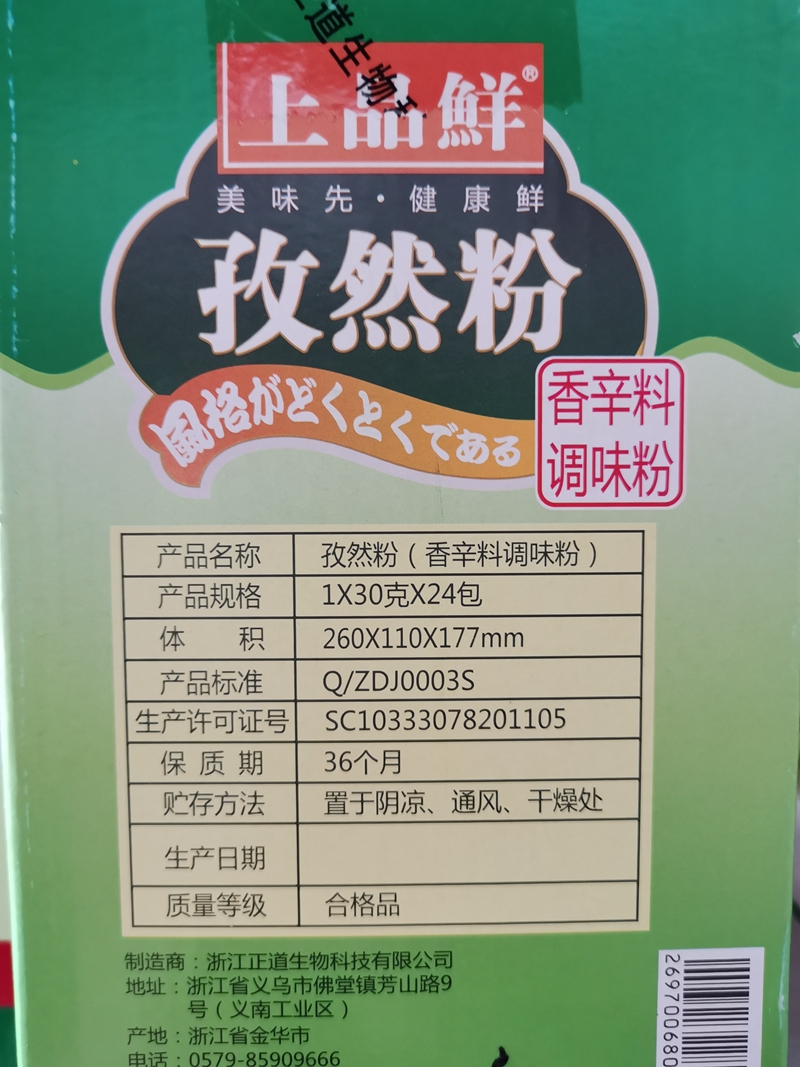 正道生物科
上品鲜®
美味先·健康鲜
孜然粉
風格がどくとくである
香辛料
调味粉
产品名称 孜然粉（香辛料调味粉）
产品规格 1X30克X24包
体 积 260X110X177mm
产品标准 Q/ZDJ0003S
生产许可证号 SC10333078201105
保 质 期 36个月
贮存方法 置于阴凉、通风、干燥处
生产日期
质量等级 合格品
制造商：浙江正道生物科技有限公司
地址：浙江省义乌市佛堂镇芳山路9
号（义南工业区）
产地：浙江省金华市
电话：0579-85909666
269700680